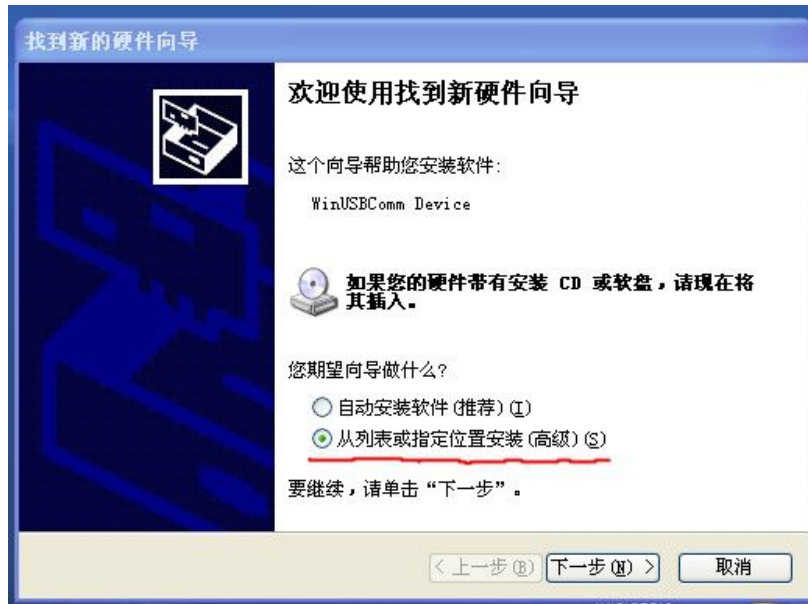 找到新的硬件向导
欢迎使用找到新硬件向导
这个向导帮助您安装软件:
WinUSBComm Device
如果您的硬件带有安装 CD 或软盘，请现在将
其插入。
您期望向导做什么?
自动安装软件(推荐)(I)
从列表或指定位置安装(高级)(S)
要继续，请单击“下一步”。
< 上一步(B) 下一步(N) > 取消